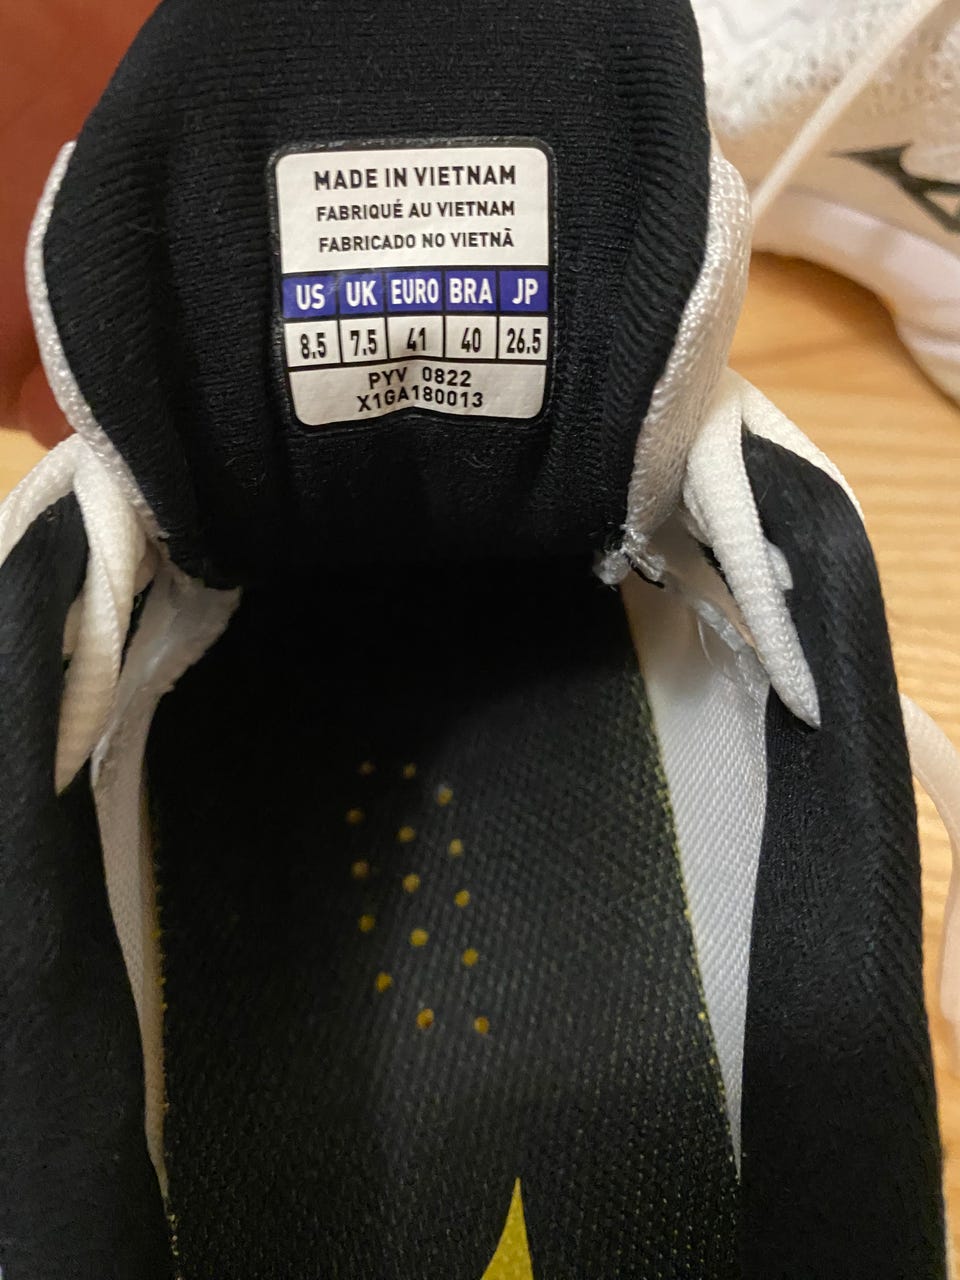 MADE IN VIETNAM
FABRIQUÉ AU VIETNAM
FABRICADO NO VIETNÃ
US UK EURO BRA JP
8.5 7.5 41 40 26.5
PYV 0822
X1GA180013